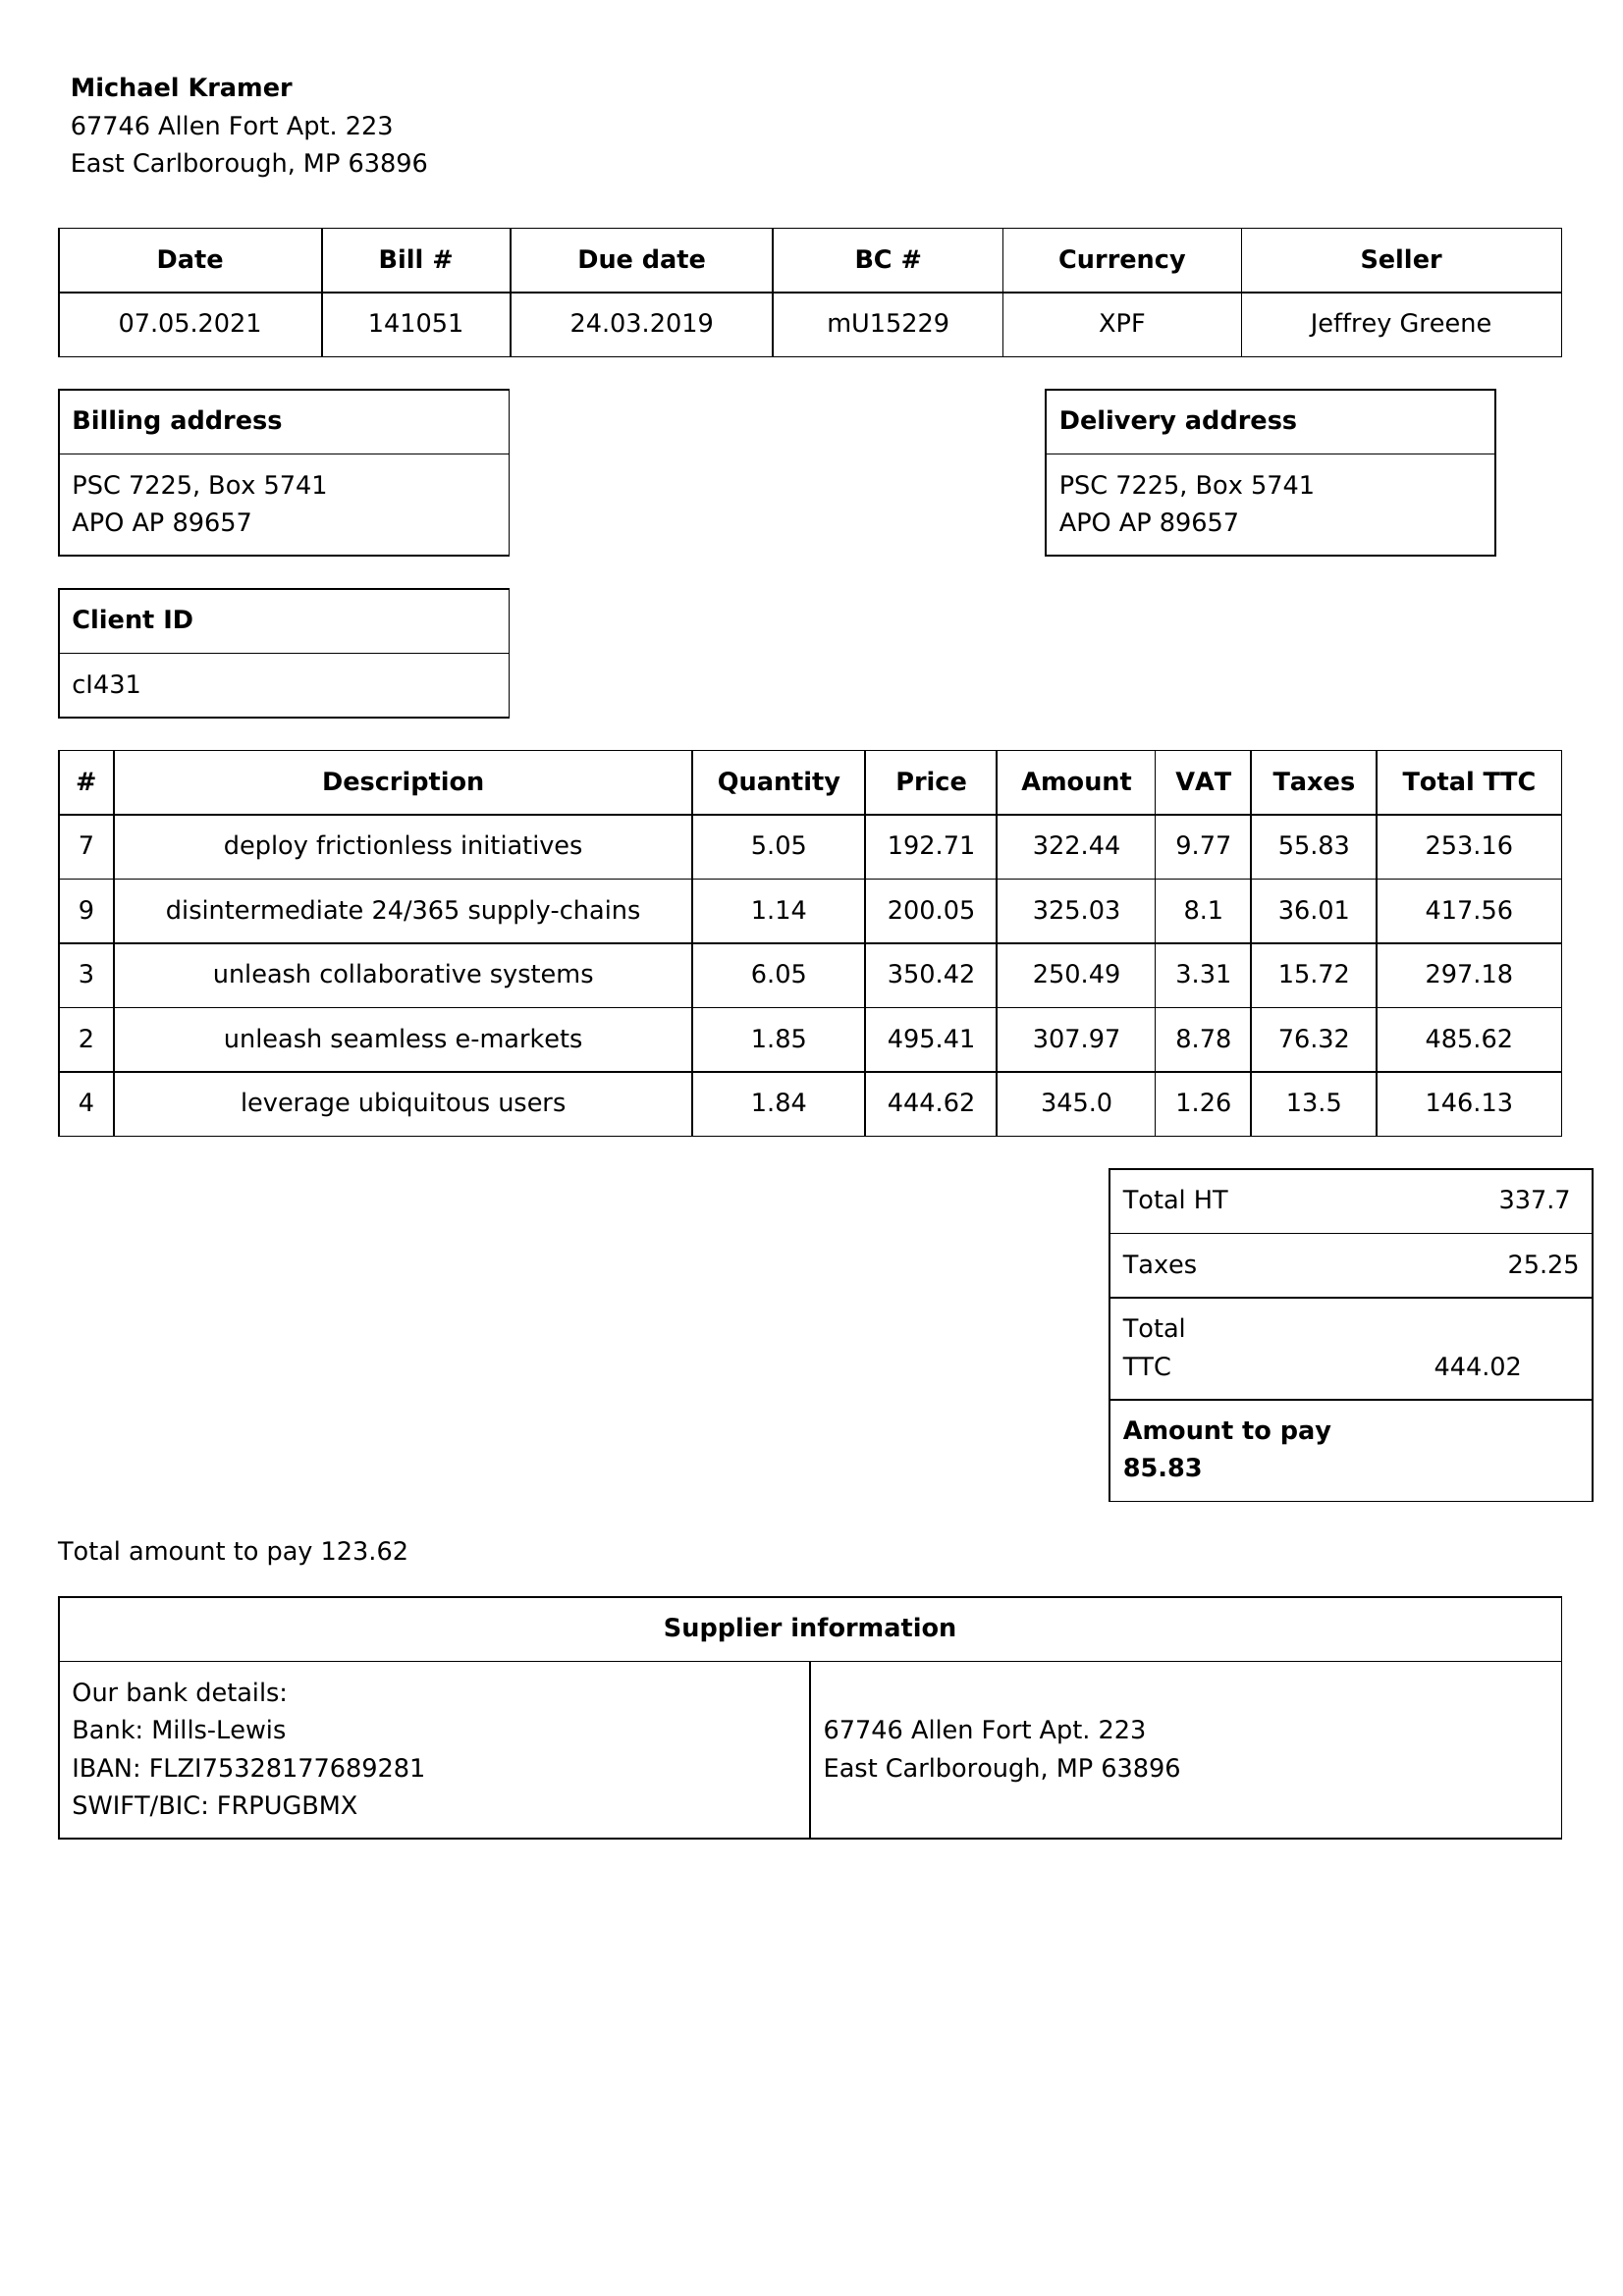 Michael Kramer
67746 Allen Fort Apt. 223
East Carlborough, MP 63896
Date Bill # Due date BC # Currency Seller
07.05.2021 141051 24.03.2019 mU15229 XPF Jeffrey Greene
Billing address
PSC 7225, Box 5741
APO AP 89657
Delivery address
PSC 7225, Box 5741
APO AP 89657
Client ID
cl431
# Description Quantity Price Amount VAT Taxes Total TTC
7 deploy frictionless initiatives 5.05 192.71 322.44 9.77 55.83 253.16
9 disintermediate 24/365 supply-chains 1.14 200.05 325.03 8.1 36.01 417.56
3 unleash collaborative systems 6.05 350.42 250.49 3.31 15.72 297.18
2 unleash seamless e-markets 1.85 495.41 307.97 8.78 76.32 485.62
4 leverage ubiquitous users 1.84 444.62 345.0 1.26 13.5 146.13
Total HT 337.7
Taxes 25.25
Total
TTC 444.02
Amount to pay
85.83
Total amount to pay 123.62
Supplier information
Our bank details:
Bank: Mills-Lewis
IBAN: FLZI75328177689281
SWIFT/BIC: FRPUGBMX
67746 Allen Fort Apt. 223
East Carlborough, MP 63896